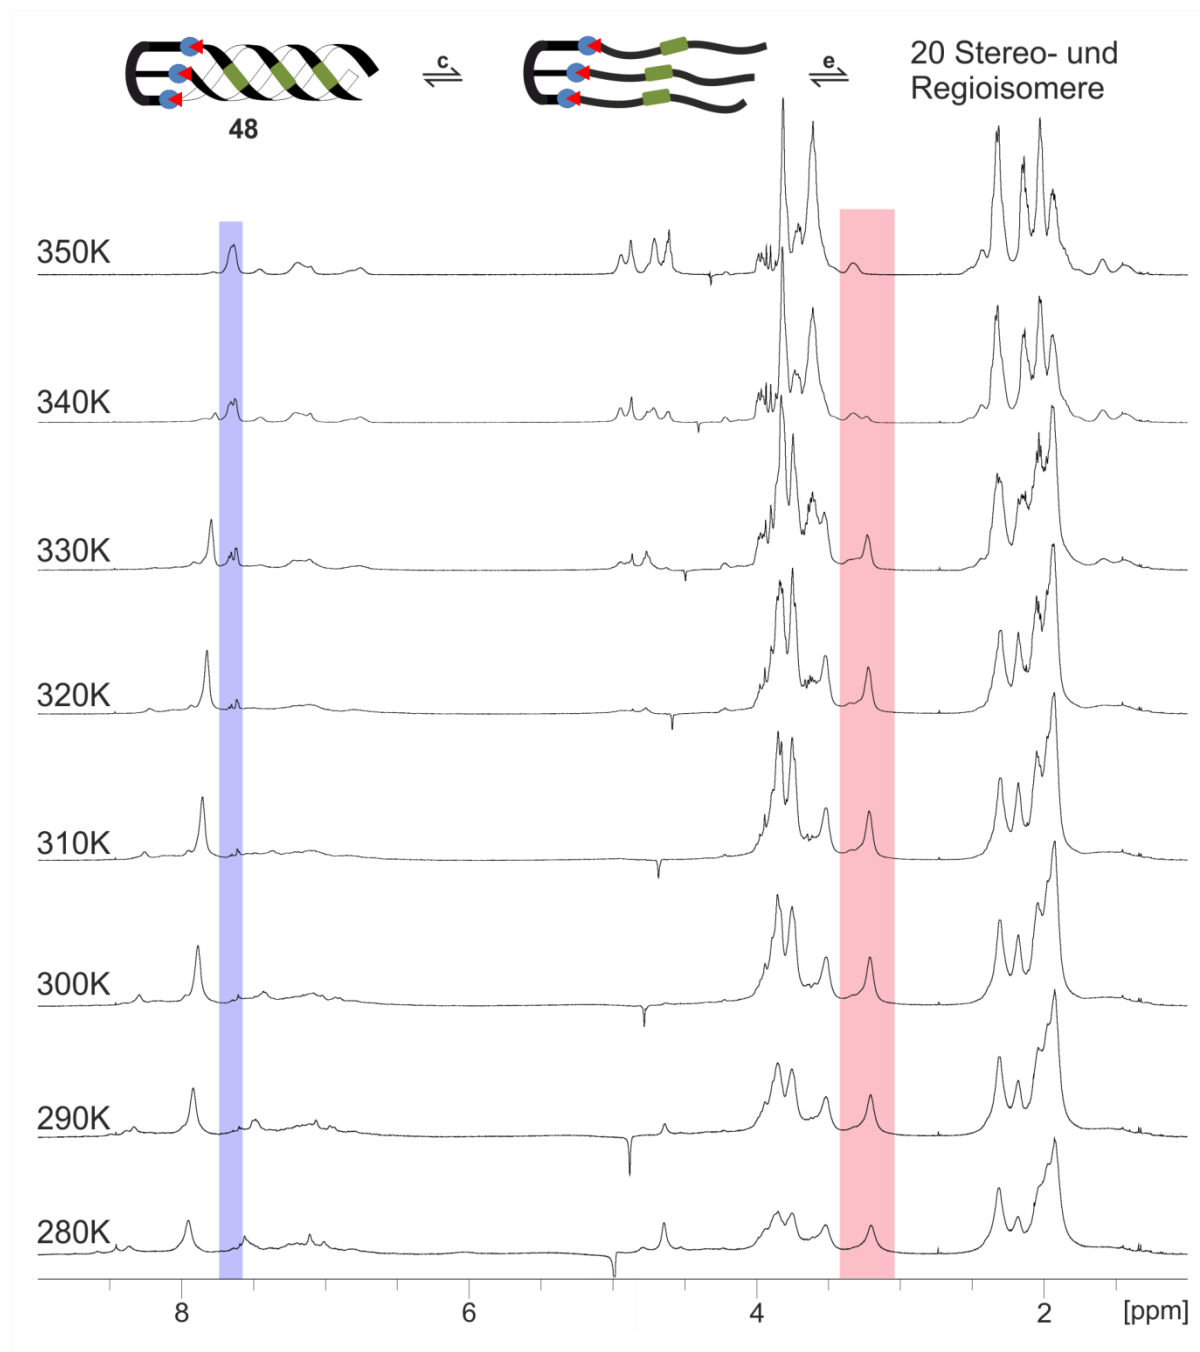 c
e
20 Stereo- und
Regioisomere
48
350K
340K
330K
320K
310K
300K
290K
280K
8 6 4 2 [ppm]